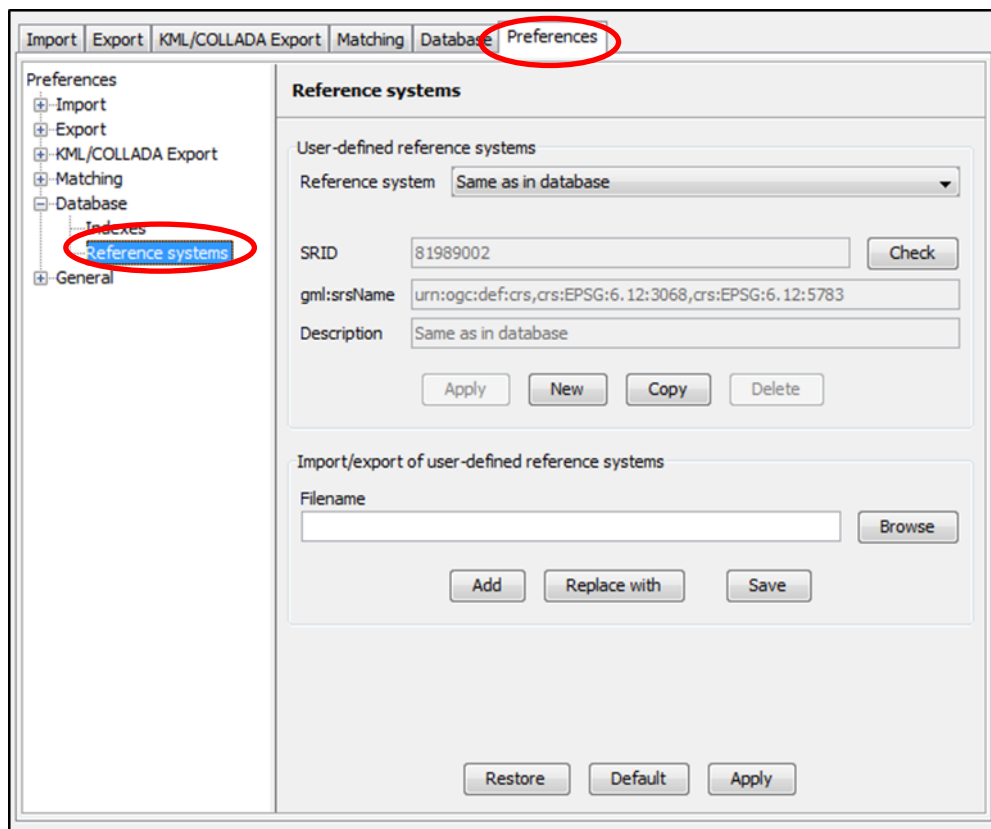 Import Export KML/COLLADA Export Matching Database Preferences
Preferences
Import
Export
KML/COLLADA Export
Matching
Database
Indexes
Reference systems
General
Reference systems
User-defined reference systems
Reference system Same as in database
SRID 81989002 Check
gml:srsName urn:ogc:def:crs,crs:EPSG:6.12:3068,crs:EPSG:6.12:5783
Description Same as in database
Apply New Copy Delete
Import/export of user-defined reference systems
Filename
Browse
Add Replace with Save
Restore Default Apply